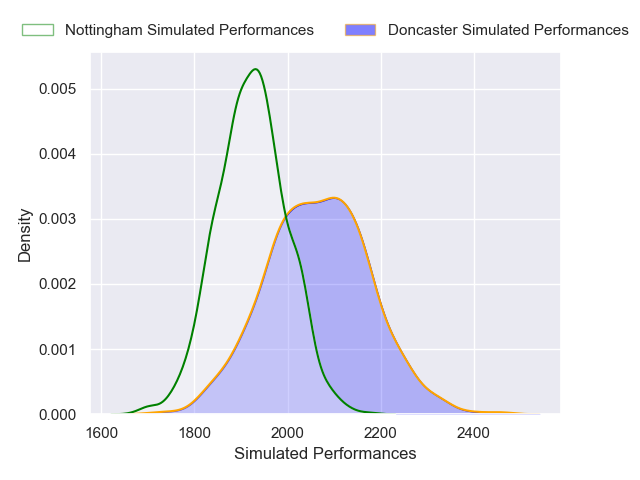 Nottingham Simulated Performances
Doncaster Simulated Performances
0.005
0.004
0.003
0.002
0.001
0.000
Density
1600
1800
2000
2200
2400
Simulated Performances